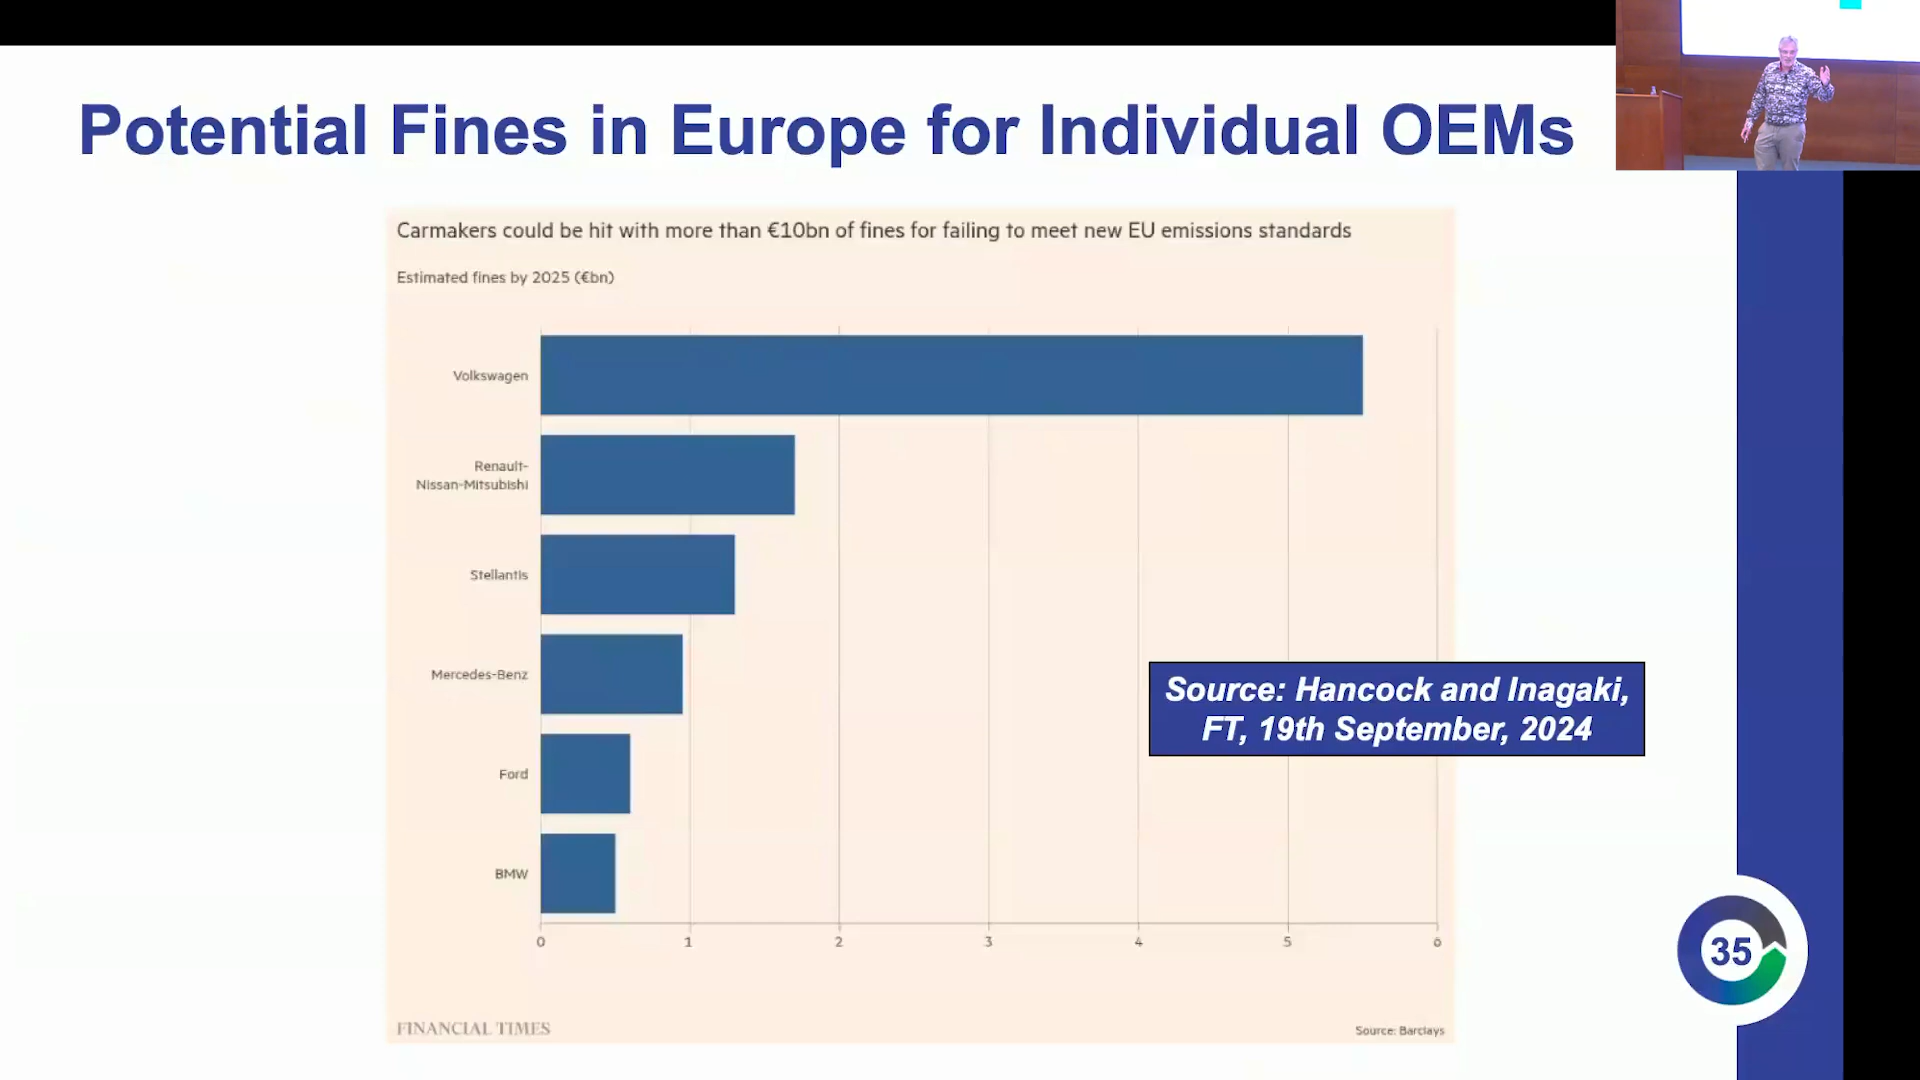 Potential Fines in Europe for Individual OEMs
Carmakers could be hit with more than €10bn of fines for failing to meet new EU emissions standards
Estimated fines by 2025 (€bn)
Volkswagen
Renault-
Nissan-Mitsubishi
Stellantis
Mercedes-Benz
Ford
BMW
0 1 2 3 4 5 6
Source: Hancock and Inagaki,
FT, 19th September, 2024
35
FINANCIAL TIMES
Source: Barclays